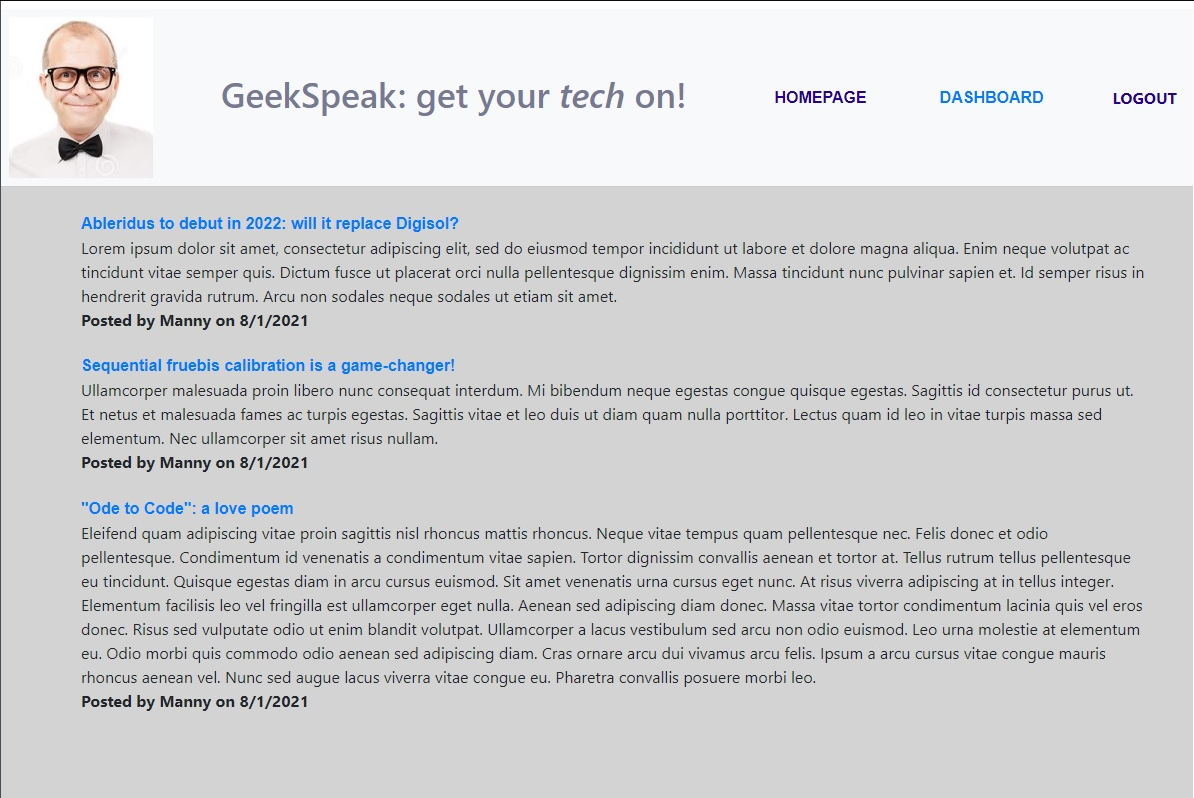 GeekSpeak: get your tech on!
HOMEPAGE
DASHBOARD
LOGOUT
Ableridus to debut in 2022: will it replace Digisol?
Lorem ipsum dolor sit amet, consectetur adipiscing elit, sed do eiusmod tempor incididunt ut labore et dolore magna aliqua. Enim neque volutpat ac
tincidunt vitae semper quis. Dictum fusce ut placerat orci nulla pellentesque dignissim enim. Massa tincidunt nunc pulvinar sapien et. Id semper risus in
hendrerit gravida rutrum. Arcu non sodales neque sodales ut etiam sit amet.
Posted by Manny on 8/1/2021
Sequential fruebis calibration is a game-changer!
Ullamcorper malesuada proin libero nunc consequat interdum. Mi bibendum neque egestas congue quisque egestas. Sagittis id consectetur purus ut.
Et netus et malesuada fames ac turpis egestas. Sagittis vitae et leo duis ut diam quam nulla porttitor. Lectus quam id leo in vitae turpis massa sed
elementum. Nec ullamcorper sit amet risus nullam.
Posted by Manny on 8/1/2021
"Ode to Code": a love poem
Eleifend quam adipiscing vitae proin sagittis nisl rhoncus mattis rhoncus. Neque vitae tempus quam pellentesque nec. Felis donec et odio
pellentesque. Condimentum id venenatis a condimentum vitae sapien. Tortor dignissim convallis aenean et tortor at. Tellus rutrum tellus pellentesque
eu tincidunt. Quisque egestas diam in arcu cursus euismod. Sit amet venenatis urna cursus eget nunc. At risus viverra adipiscing at in tellus integer.
Elementum facilisis leo vel fringilla est ullamcorper eget nulla. Aenean sed adipiscing diam donec. Massa vitae tortor condimentum lacinia quis vel eros
donec. Risus sed vulputate odio ut enim blandit volutpat. Ullamcorper a lacus vestibulum sed arcu non odio euismod. Leo urna molestie at elementum
eu. Odio morbi quis commodo odio aenean sed adipiscing diam. Cras ornare arcu dui vivamus arcu felis. Ipsum a arcu cursus vitae congue mauris
rhoncus aenean vel. Nunc sed augue lacus viverra vitae congue eu. Pharetra convallis posuere morbi leo.
Posted by Manny on 8/1/2021